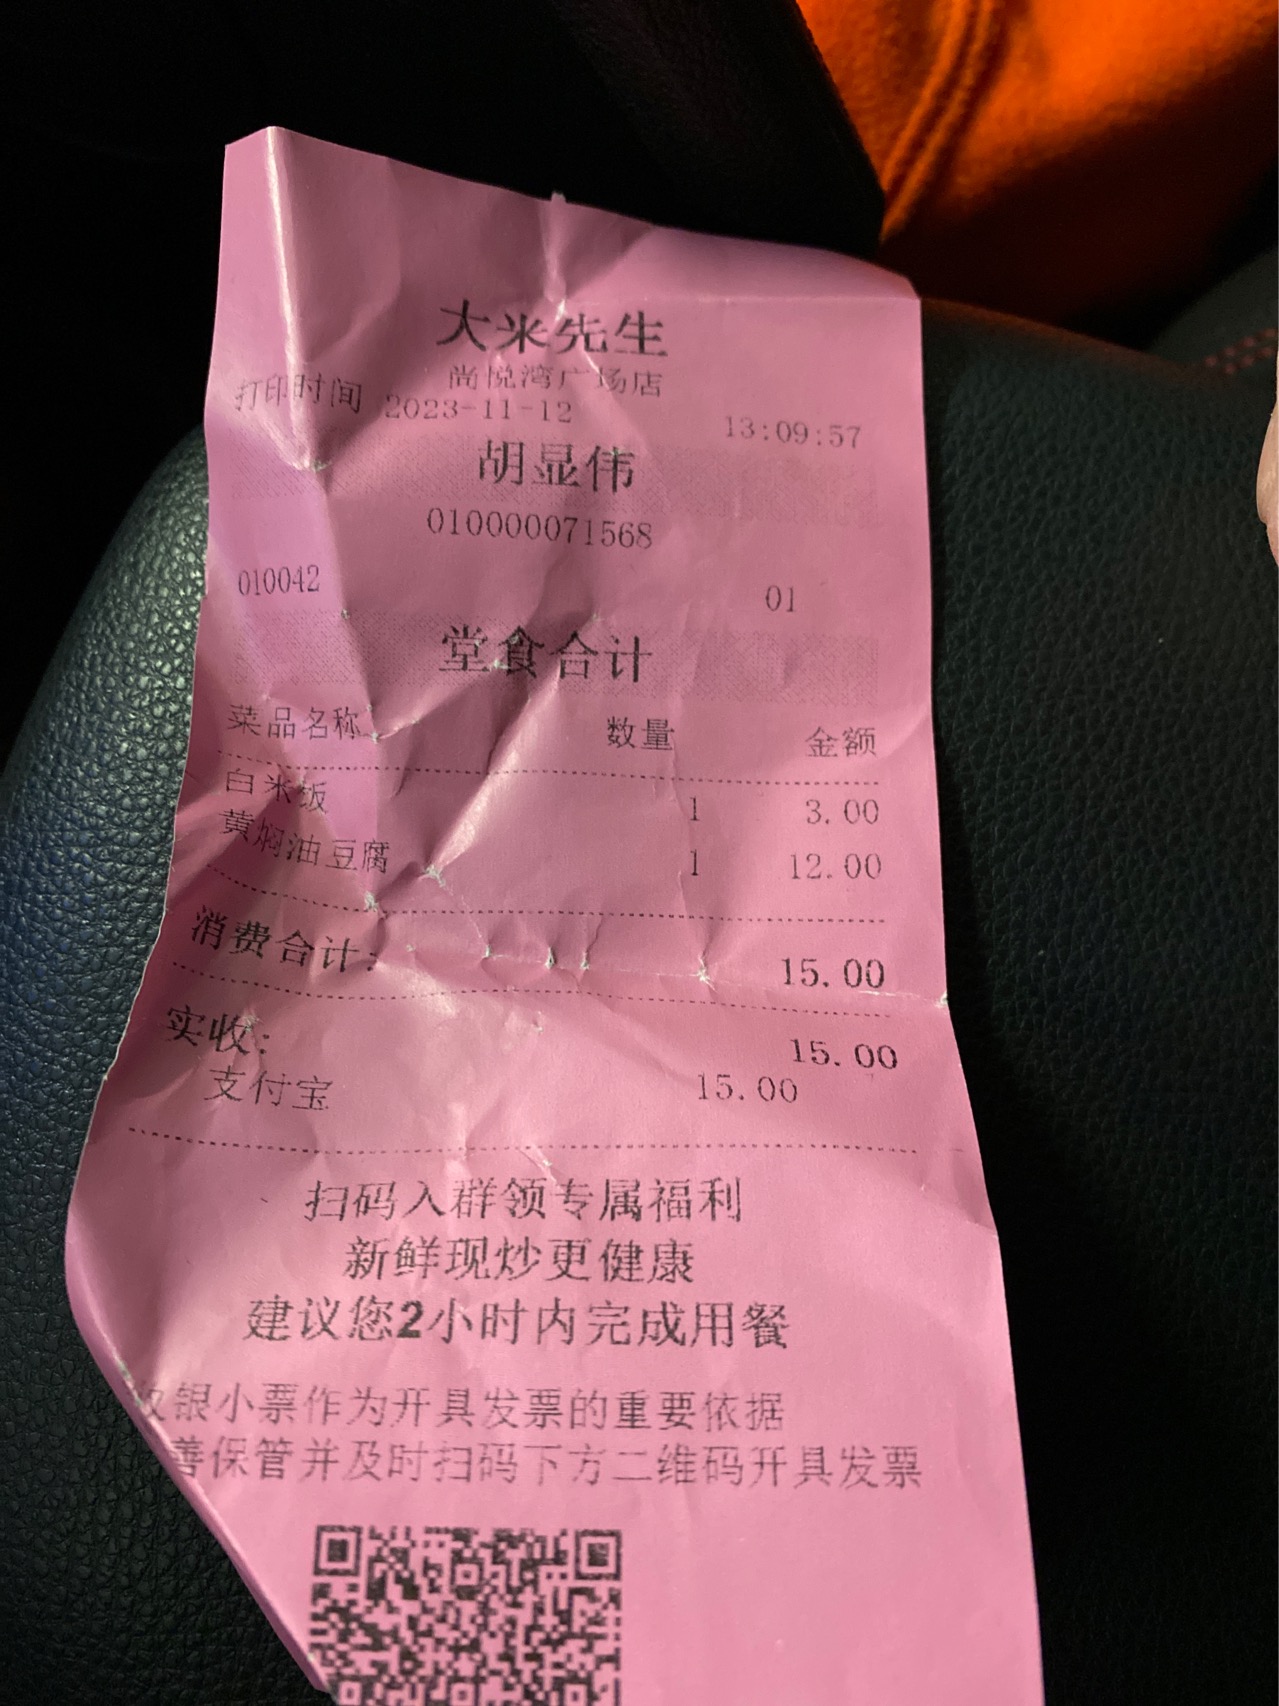 大米先生
尚悦湾广场店
打印时间 2023-11-12 13:09:57
胡显伟
010000071568
010042 01
堂食合计
菜品名称 数量 金额
白米饭 1 3.00
黄焖油豆腐 1 12.00
消费合计: 15.00
实收: 15.00
支付宝 15.00
扫码入群领专属福利
新鲜现炒更健康
建议您2小时内完成用餐
收银小票作为开具发票的重要依据
善保管并及时扫码下方二维码开具发票